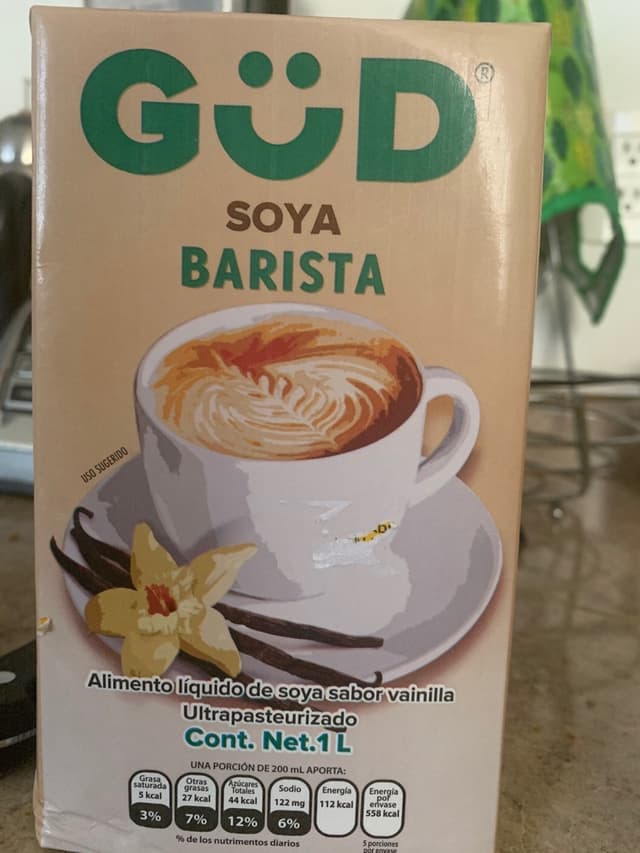 GÜD®
SOYA
BARISTA
USO SUGERIDO
Alimento líquido de soya sabor vainilla
Ultrapasteurizado
Cont. Net.1 L
UNA PORCIÓN DE 200 mL APORTA:
Grasa saturada 5 kcal 3%
Otras grasas 27 kcal 7%
Azúcares Totales 44 kcal 12%
Sodio 122 mg 6%
Energía 112 kcal
Energía por envase 558 kcal
% de los nutrimentos diarios
5 porciones
por envase